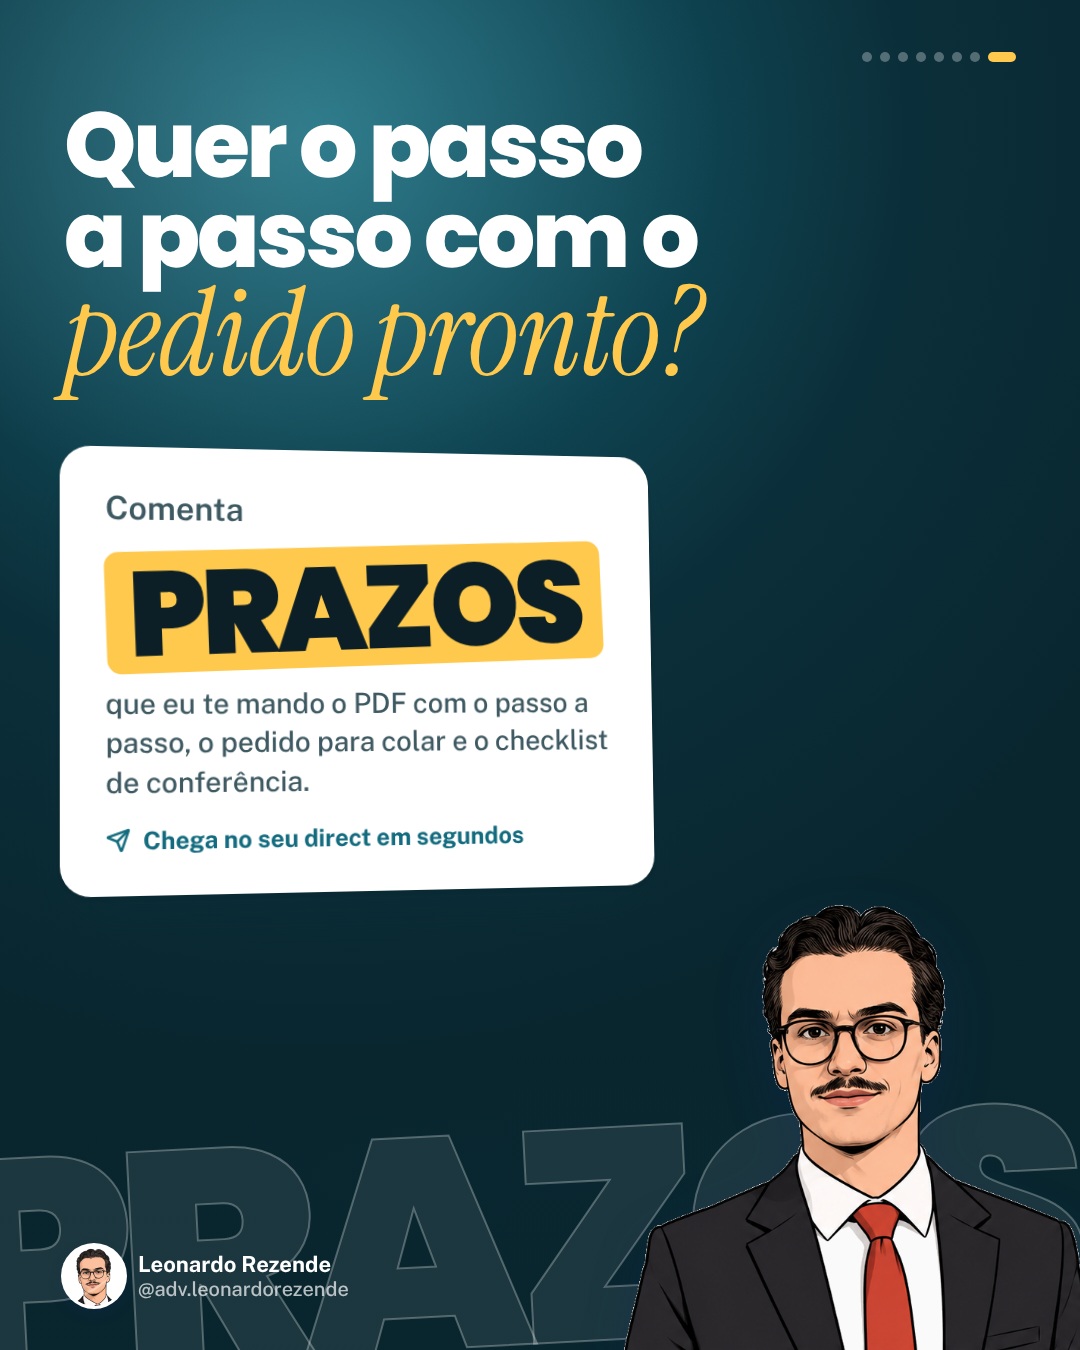 Quer o passo
a passo com o
pedido pronto?
Comenta
PRAZOS
que eu te mando o PDF com o passo a
passo, o pedido para colar e o checklist
de conferência.
Chega no seu direct em segundos
PRAZOS
Leonardo Rezende
@adv.leonardorezende